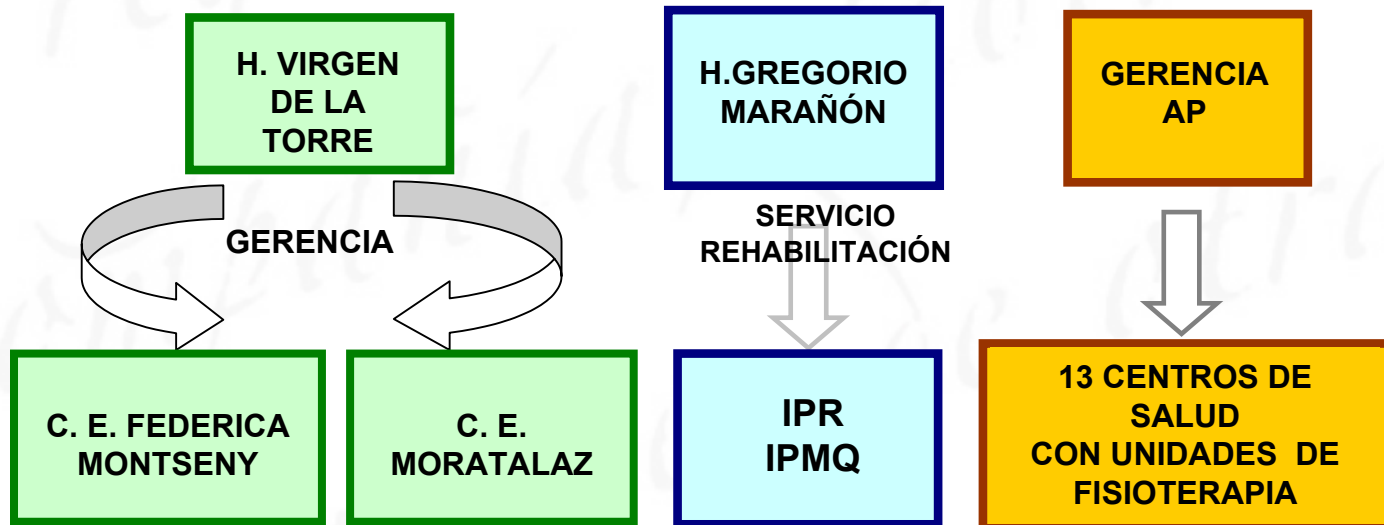 H. VIRGEN
DE LA
TORRE
H.GREGORIO
MARAÑÓN
GERENCIA
AP
GERENCIA
SERVICIO
REHABILITACIÓN
C. E. FEDERICA
MONTSENY
C. E.
MORATALAZ
IPR
IPMQ
13 CENTROS DE
SALUD
CON UNIDADES DE
FISIOTERAPIA